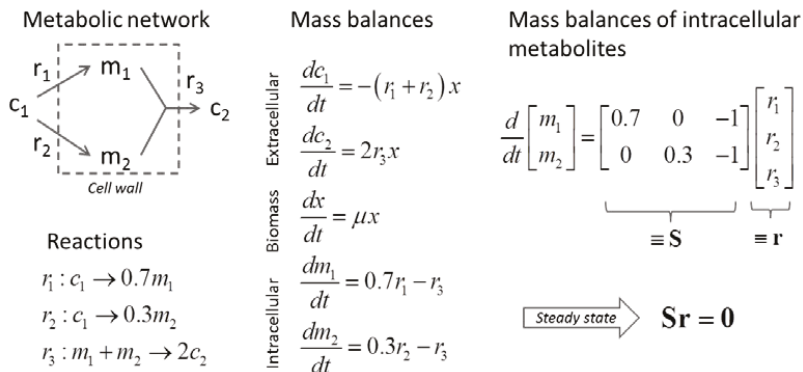 Metabolic network
r₁
m₁
c₁
r₃
c₂
r₂
m₂
Cell wall
Reactions
r₁ : c₁ → 0.7m₁
r₂ : c₁ → 0.3m₂
r₃ : m₁ + m₂ → 2c₂
Mass balances
Extracellular
dc₁/dt = −(r₁ + r₂)x
dc₂/dt = 2r₃x
Biomass
dx/dt = μx
Intracellular
dm₁/dt = 0.7r₁ − r₃
dm₂/dt = 0.3r₂ − r₃
Mass balances of intracellular
metabolites
d/dt [m₁ m₂] = [0.7 0 −1 0 0.3 −1] [r₁ r₂ r₃]
≡ S ≡ r
Steady state Sr = 0